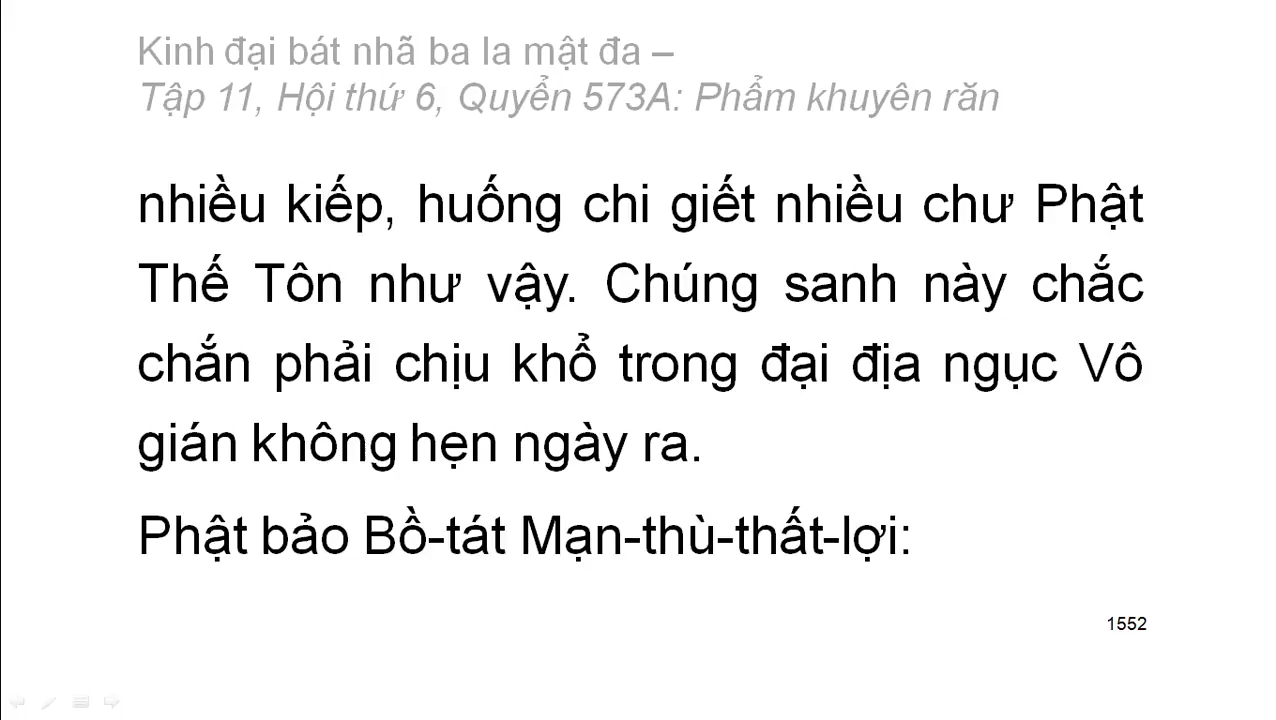 Kinh đại bát nhã ba la mật đa –
Tập 11, Hội thứ 6, Quyển 573A: Phẩm khuyên răn
nhiều kiếp, huống chi giết nhiều chư Phật
Thế Tôn như vậy. Chúng sanh này chắc
chắn phải chịu khổ trong đại địa ngục Vô
gián không hẹn ngày ra.
Phật bảo Bồ-tát Mạn-thù-thất-lợi:
1552